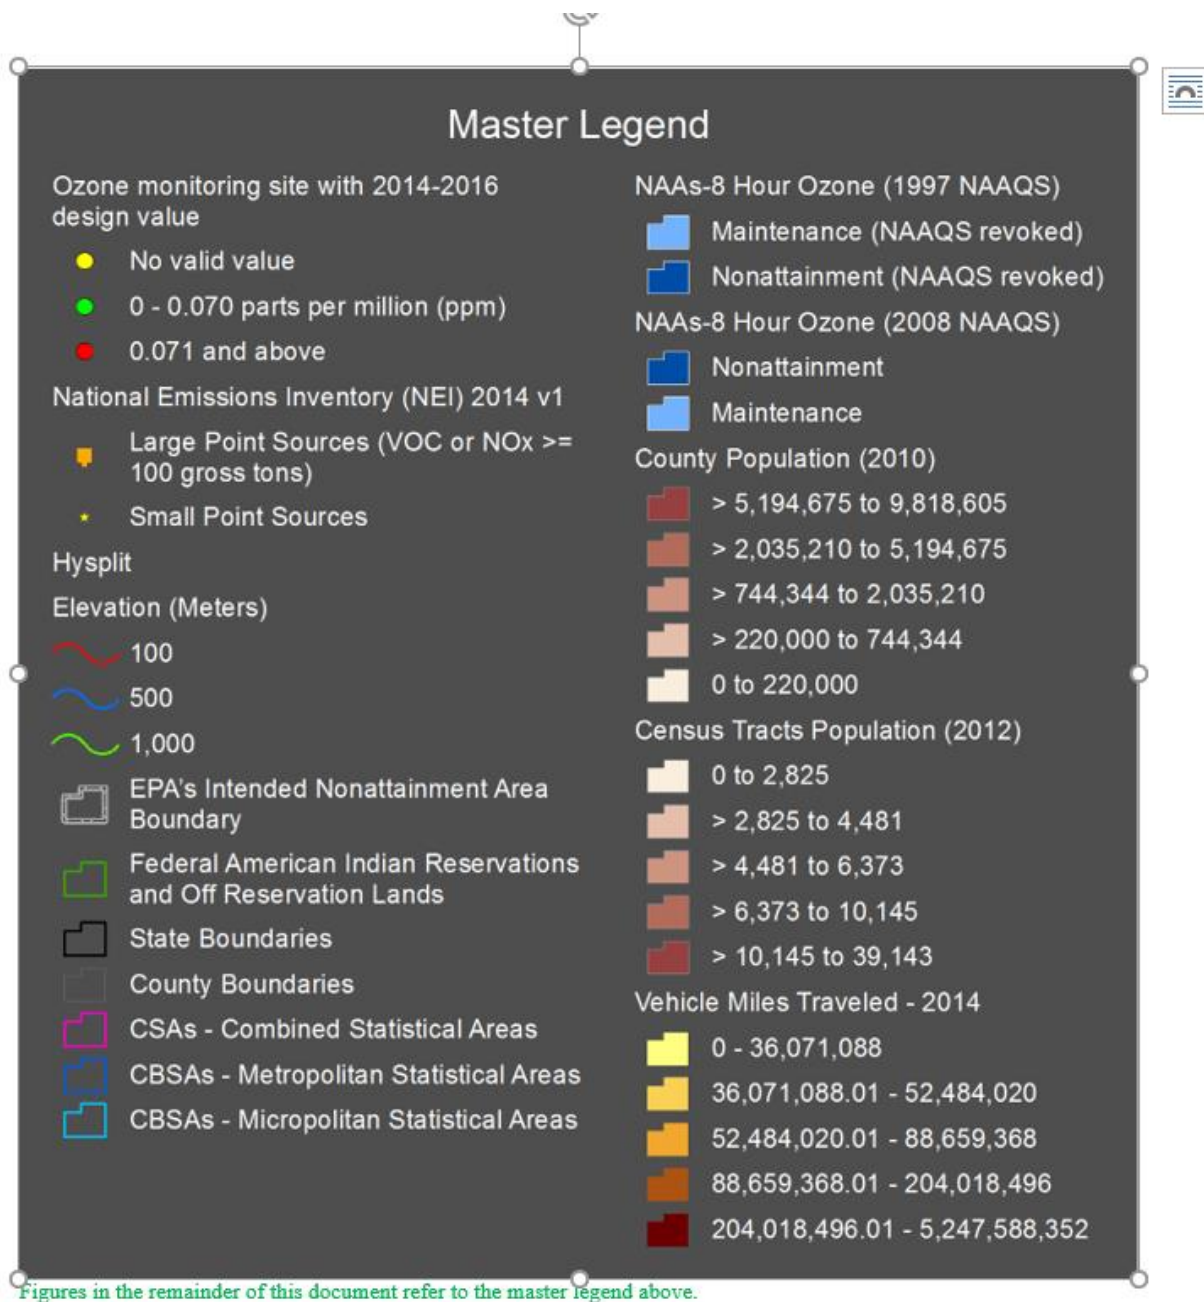 Master Legend
Ozone monitoring site with 2014-2016
design value
No valid value
0 - 0.070 parts per million (ppm)
0.071 and above
National Emissions Inventory (NEI) 2014 v1
Large Point Sources (VOC or NOx >=
100 gross tons)
Small Point Sources
Hysplit
Elevation (Meters)
100
500
1,000
EPA's Intended Nonattainment Area
Boundary
Federal American Indian Reservations
and Off Reservation Lands
State Boundaries
County Boundaries
CSAs - Combined Statistical Areas
CBSAs - Metropolitan Statistical Areas
CBSAs - Micropolitan Statistical Areas
NAAs-8 Hour Ozone (1997 NAAQS)
Maintenance (NAAQS revoked)
Nonattainment (NAAQS revoked)
NAAs-8 Hour Ozone (2008 NAAQS)
Nonattainment
Maintenance
County Population (2010)
> 5,194,675 to 9,818,605
> 2,035,210 to 5,194,675
> 744,344 to 2,035,210
> 220,000 to 744,344
0 to 220,000
Census Tracts Population (2012)
0 to 2,825
> 2,825 to 4,481
> 4,481 to 6,373
> 6,373 to 10,145
> 10,145 to 39,143
Vehicle Miles Traveled - 2014
0 - 36,071,088
36,071,088.01 - 52,484,020
52,484,020.01 - 88,659,368
88,659,368.01 - 204,018,496
204,018,496.01 - 5,247,588,352
Figures in the remainder of this document refer to the master legend above.